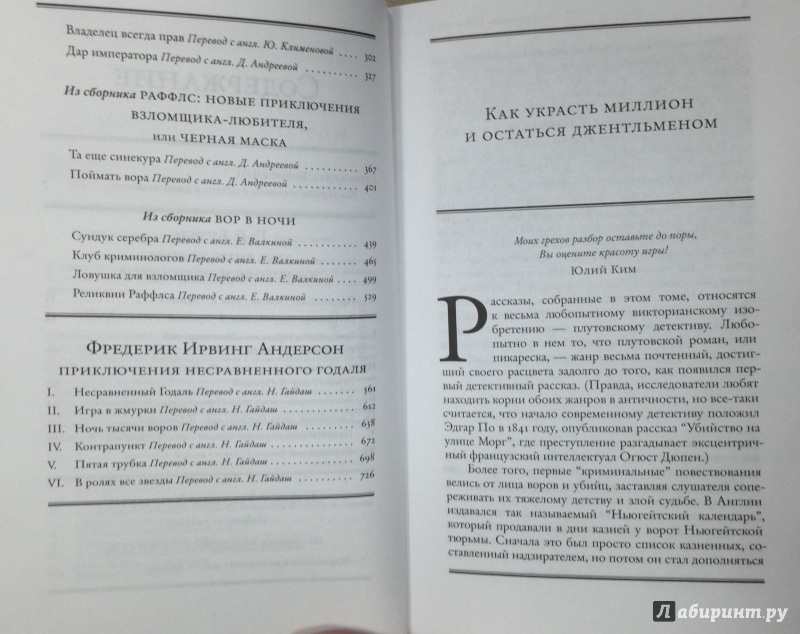 Владелец всегда прав Перевод с англ. Ю. Клименовой .... 302
Дар императора Перевод с англ. Д. Андреевой .......... 327
Из сборника РАФФЛС: НОВЫЕ ПРИКЛЮЧЕНИЯ
ВЗЛОМЩИКА-ЛЮБИТЕЛЯ,
ИЛИ ЧЕРНАЯ МАСКА
Та еще синекура Перевод с англ. Д. Андреевой .......... 367
Поймать вора Перевод с англ. Д. Андреевой ............ 401
Из сборника ВОР В НОЧИ
Сундук серебра Перевод с англ. Е. Валкиной .......... 439
Клуб криминологов Перевод с англ. Е. Валкиной ....... 465
Ловушка для взломщика Перевод с англ. Е. Валкиной ... 499
Реликвии Раффлса Перевод с англ. Е. Валкиной ........ 529
Фредерик Ирвинг Андерсон
ПРИКЛЮЧЕНИЯ НЕСРАВНЕННОГО ГОДАЛЯ
I. Несравненный Годаль Перевод с англ. Н. Гайдаш ..... 561
II. Игра в жмурки Перевод с англ. Н. Гайдаш .......... 612
III. Ночь тысячи воров Перевод с англ. Н. Гайдаш ...... 638
IV. Контрапункт Перевод с англ. Н. Гайдаш ............ 672
V. Пятая трубка Перевод с англ. Н. Гайдаш ........... 698
VI. В ролях все звезды Перевод с англ. Н. Гайдаш ....... 726
Как украсть миллион
и остаться джентльменом
Моих грехов разбор оставьте до поры,
Вы оцените красоту игры!
Юлий Ким
Рассказы, собранные в этом томе, относятся
к весьма любопытному викторианскому изо-
бретению — плутовскому детективу. Любо-
пытно в нем то, что плутовской роман, или
пикареска, — жанр весьма почтенный, достиг-
ший своего расцвета задолго до того, как появился пер-
вый детективный рассказ. (Правда, исследователи любят
находить корни обоих жанров в античности, но все-таки
считается, что начало современному детективу положил
Эдгар По в 1841 году, опубликовав рассказ "Убийство на
улице Морг", где преступление разгадывает эксцентрич-
ный французский интеллектуал Огюст Дюпен.)
Более того, первые "криминальные" повествования
велись от лица воров и убийц, заставляя слушателя сопе-
реживать их тяжелому детству и злой судьбе. В Англии
издавался так называемый "Ньюгейтский календарь",
который продавали в дни казней у ворот Ньюгейтской
тюрьмы. Сначала это был просто список казненных, со-
ставленный надзирателем, но потом он стал дополняться
Лабиринт.ру